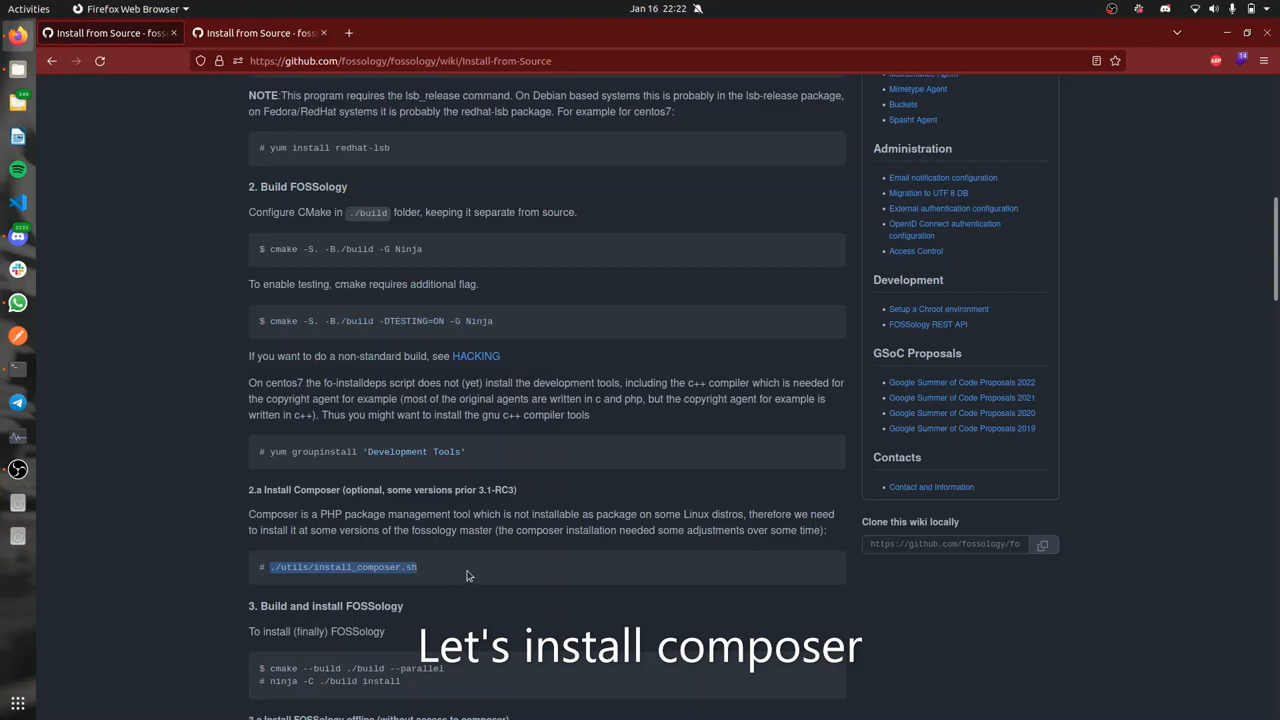 Activities
Firefox Web Browser
Jan 16 22:22
Install from Source · foss
Install from Source · foss
https://github.com/fossology/fossology/wiki/Install-from-Source
ABP
14
349
2232
NOTE:This program requires the lsb_release command. On Debian based systems this is probably in the lsb-release package,
on Fedora/RedHat systems it is probably the redhat-lsb package. For example for centos7:
# yum install redhat-lsb
2. Build FOSSology
Configure CMake in ./build folder, keeping it separate from source.
$ cmake -S. -B./build -G Ninja
To enable testing, cmake requires additional flag.
$ cmake -S. -B./build -DTESTING=ON -G Ninja
If you want to do a non-standard build, see HACKING
On centos7 the fo-installdeps script does not (yet) install the development tools, including the c++ compiler which is needed for
the copyright agent for example (most of the original agents are written in c and php, but the copyright agent for example is
written in c++). Thus you might want to install the gnu c++ compiler tools
# yum groupinstall 'Development Tools'
2.a Install Composer (optional, some versions prior 3.1-RC3)
Composer is a PHP package management tool which is not installable as package on some Linux distros, therefore we need
to install it at some versions of the fossology master (the composer installation needed some adjustments over some time):
# ./utils/install_composer.sh
3. Build and install FOSSology
To install (finally) FOSSology
$ cmake --build ./build --parallel
# ninja -C ./build install
3.a Install FOSSology offline (without access to composer)
Maintenance Agent
Mimetype Agent
Buckets
Spasht Agent
Administration
Email notification configuration
Migration to UTF 8 DB
External authentication configuration
OpenID Connect authentication
configuration
Access Control
Development
Setup a Chroot environment
FOSSology REST API
GSoC Proposals
Google Summer of Code Proposals 2022
Google Summer of Code Proposals 2021
Google Summer of Code Proposals 2020
Google Summer of Code Proposals 2019
Contacts
Contact and Information
Clone this wiki locally
https://github.com/fossology/fo
Let's install composer